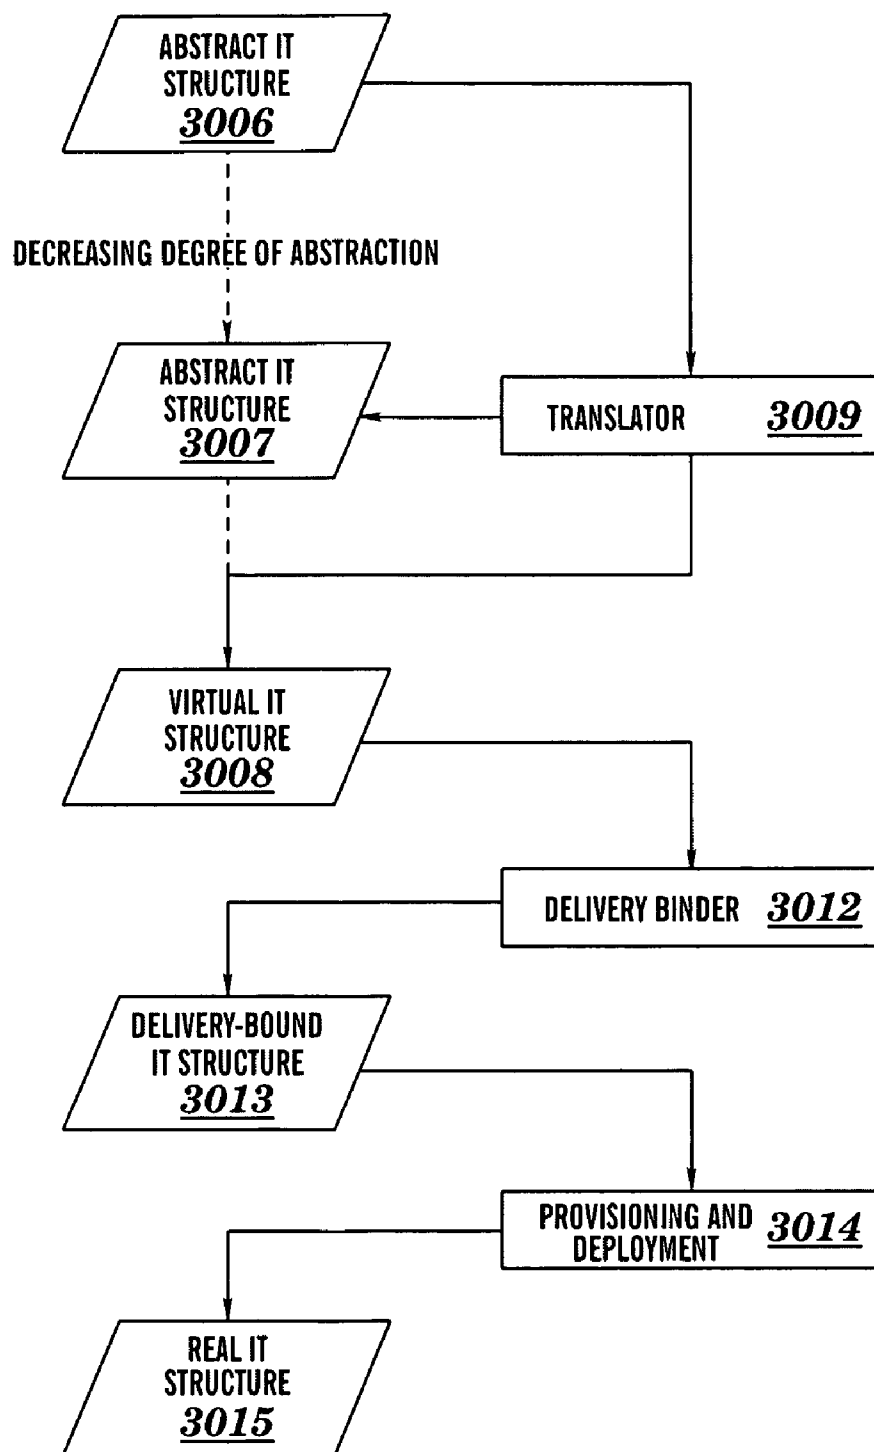 ABSTRACT IT
STRUCTURE
3006
DECREASING DEGREE OF ABSTRACTION
ABSTRACT IT
STRUCTURE
3007
TRANSLATOR 3009
VIRTUAL IT
STRUCTURE
3008
DELIVERY BINDER 3012
DELIVERY-BOUND
IT STRUCTURE
3013
PROVISIONING AND
DEPLOYMENT 3014
REAL IT
STRUCTURE
3015